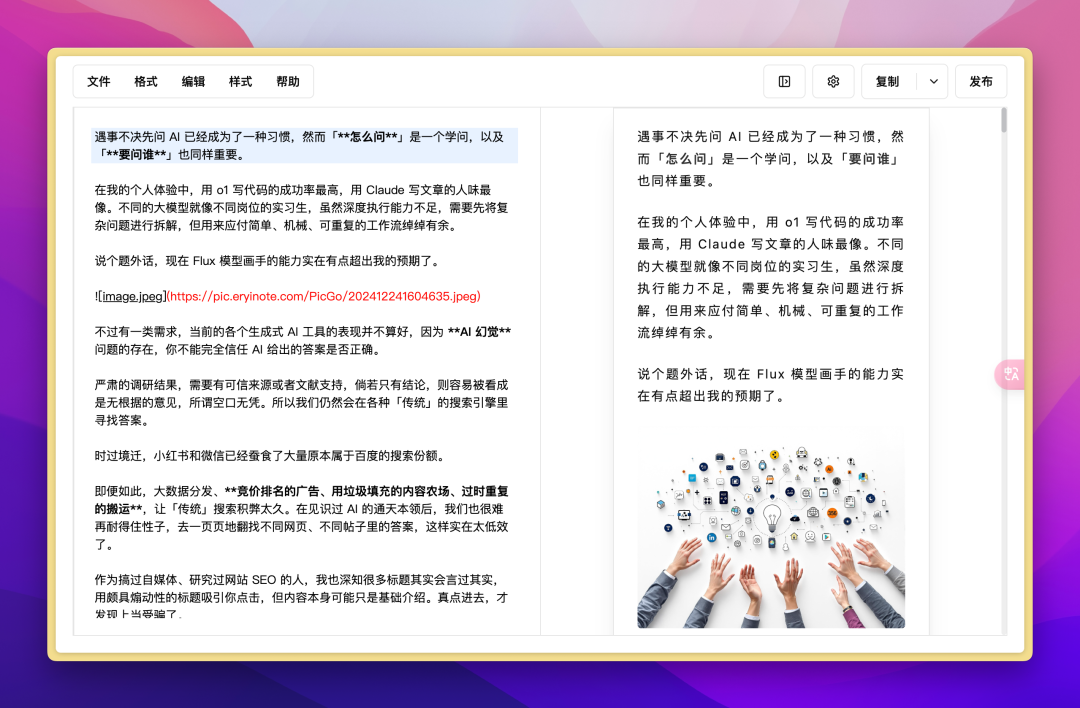 文件 格式 编辑 样式 帮助 复制 发布
遇事不决先问 AI 已经成为了一种习惯，然而「**怎么问**」是一个学问，以及
「**要问谁**」也同样重要。
在我的个人体验中，用 o1 写代码的成功率最高，用 Claude 写文章的人味最
像。不同的大模型就像不同岗位的实习生，虽然深度执行能力不足，需要先将复
杂问题进行拆解，但用来应付简单、机械、可重复的工作流绰绰有余。
说个题外话，现在 Flux 模型画手的能力实在有点超出我的预期了。
![image.jpeg](https://pic.eryinote.com/PicGo/202412241604635.jpeg)
不过有一类需求，当前的各个生成式 AI 工具的表现并不算好，因为 **AI 幻觉**
问题的存在，你不能完全信任 AI 给出的答案是否正确。
严肃的调研结果，需要有可信来源或者文献支持，倘若只有结论，则容易被看成
是无根据的意见，所谓空口无凭。所以我们仍然会在各种「传统」的搜索引擎里
寻找答案。
时过境迁，小红书和微信已经蚕食了大量原本属于百度的搜索份额。
即便如此，大数据分发、**竞价排名的广告、用垃圾填充的内容农场、过时重复
的搬运**，让「传统」搜索积弊太久。在见识过 AI 的通天本领后，我们也很难
再耐得住性子，去一页页地翻找不同网页、不同帖子里的答案，这样实在太低效
了。
作为搞过自媒体、研究过网站 SEO 的人，我也深知很多标题其实会言过其实，
用颇具煽动性的标题吸引你点击，但内容本身可能只是基础介绍。真点进去，才
发现上当受骗了。
遇事不决先问 AI 已经成为了一种习惯，然
而「怎么问」是一个学问，以及「要问谁」
也同样重要。
在我的个人体验中，用 o1 写代码的成功率
最高，用 Claude 写文章的人味最像。不同
的大模型就像不同岗位的实习生，虽然深度
执行能力不足，需要先将复杂问题进行拆
解，但用来应付简单、机械、可重复的工作
流绰绰有余。
说个题外话，现在 Flux 模型画手的能力实
在有点超出我的预期了。
in
中
A